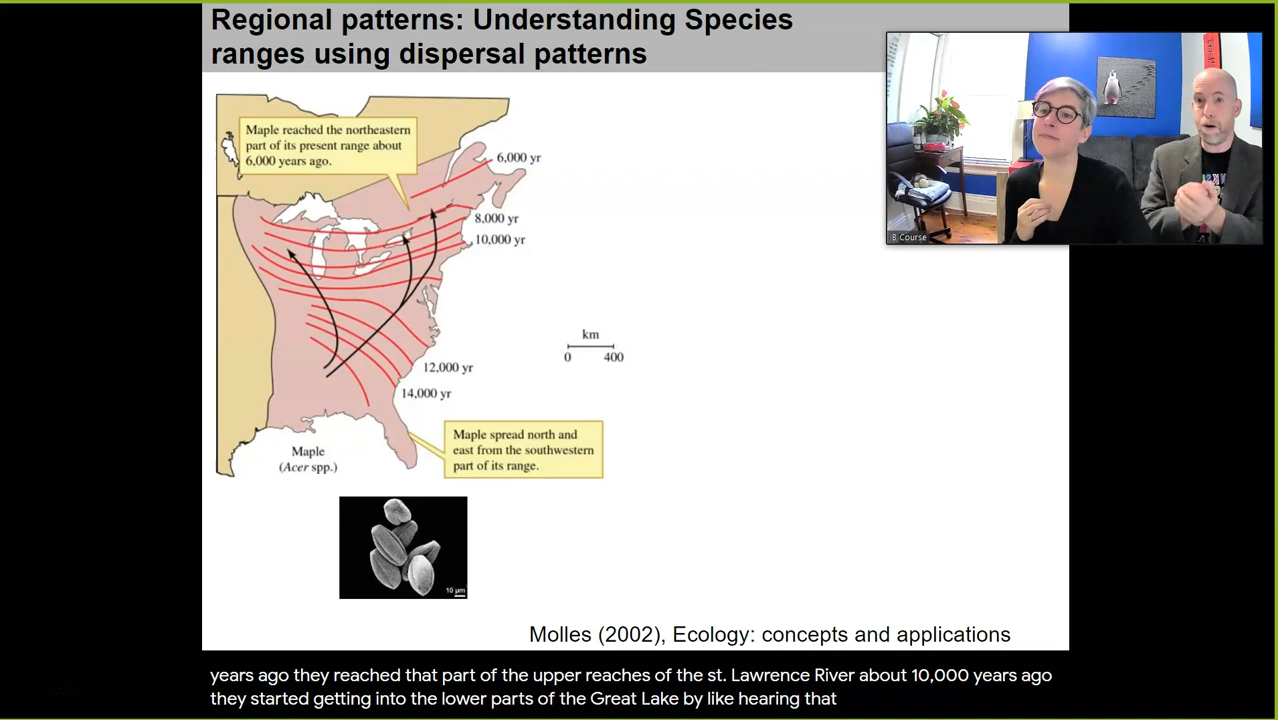 Regional patterns: Understanding Species
ranges using dispersal patterns
Maple reached the northeastern
part of its present range about
6,000 years ago.
6,000 yr
8,000 yr
10,000 yr
km
0 400
12,000 yr
14,000 yr
Maple spread north and
east from the southwestern
part of its range.
Maple
(Acer spp.)
10 µm
Molles (2002), Ecology: concepts and applications
years ago they reached that part of the upper reaches of the st. Lawrence River about 10,000 years ago
they started getting into the lower parts of the Great Lake by like hearing that